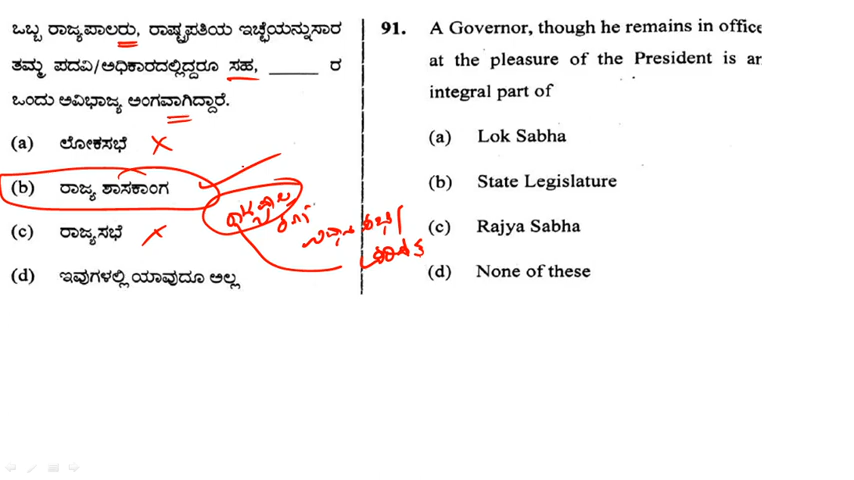 ಒಬ್ಬ ರಾಜ್ಯಪಾಲರು, ರಾಷ್ಟ್ರಪತಿಯ ಇಚ್ಛೆಯನ್ನುಸಾರ
ತಮ್ಮ ಪದವಿ/ಅಧಿಕಾರದಲ್ಲಿದ್ದರೂ ಸಹ, ______ ರ
ಒಂದು ಅವಿಭಾಜ್ಯ ಅಂಗವಾಗಿದ್ದಾರೆ.
(a) ಲೋಕಸಭೆ
(b) ರಾಜ್ಯ ಶಾಸಕಾಂಗ
(c) ರಾಜ್ಯಸಭೆ
(d) ಇವುಗಳಲ್ಲಿ ಯಾವುದೂ ಅಲ್ಲ
91. A Governor, though he remains in office
at the pleasure of the President is an
integral part of
(a) Lok Sabha
(b) State Legislature
(c) Rajya Sabha
(d) None of these